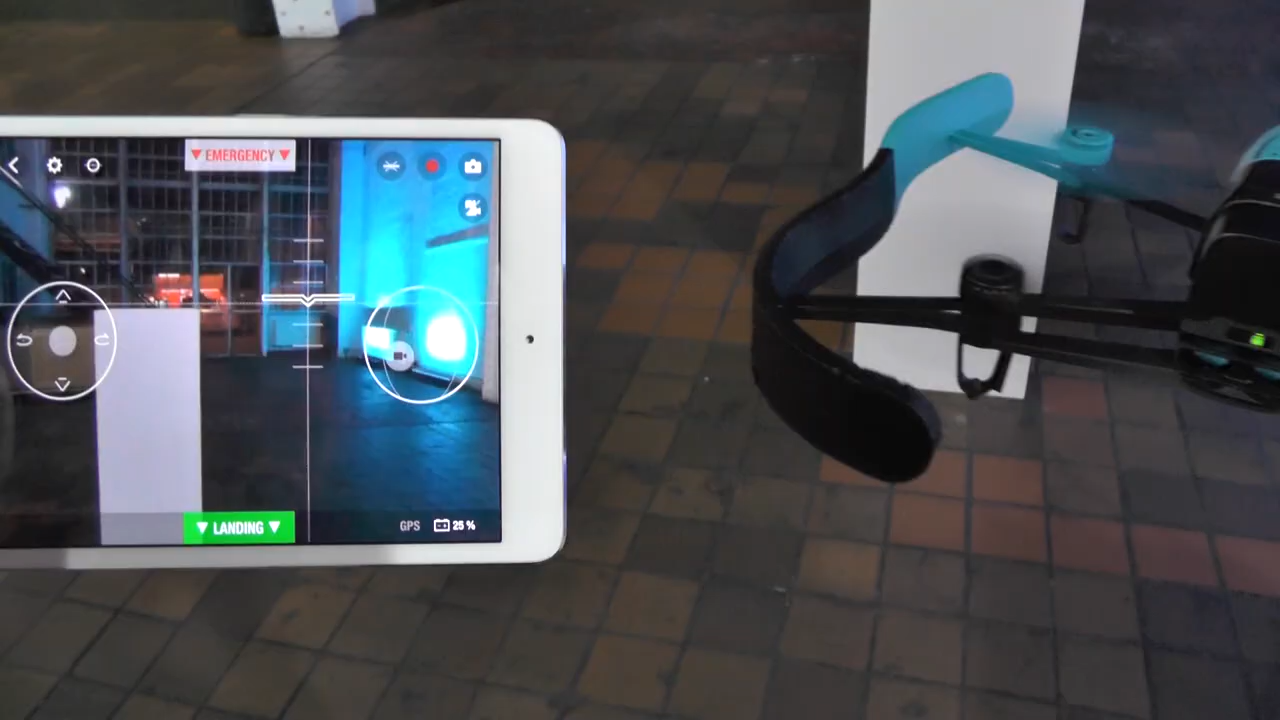 ▼ EMERGENCY ▼
▼ LANDING ▼
GPS 25 %